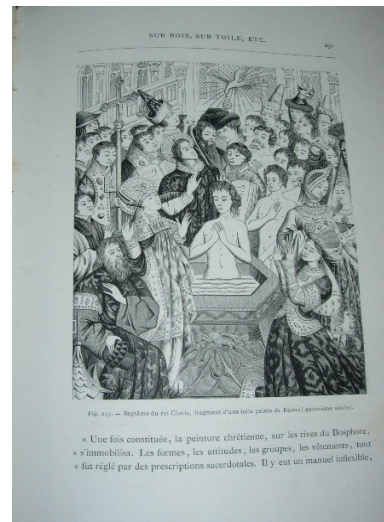 SUR BOIS, SUR TOILE, ETC.
Baptême du roi Clovis, fragment d'une toile peinte de Reims (quinzième siècle).
« Une fois constituée, la peinture chrétienne, sur les rives du Bosphore,
« s'immobilisa. Les formes, les attitudes, les groupes, les vêtements, tout
« fut réglé par des prescriptions sacerdotales. Il y eut un manuel inflexible,